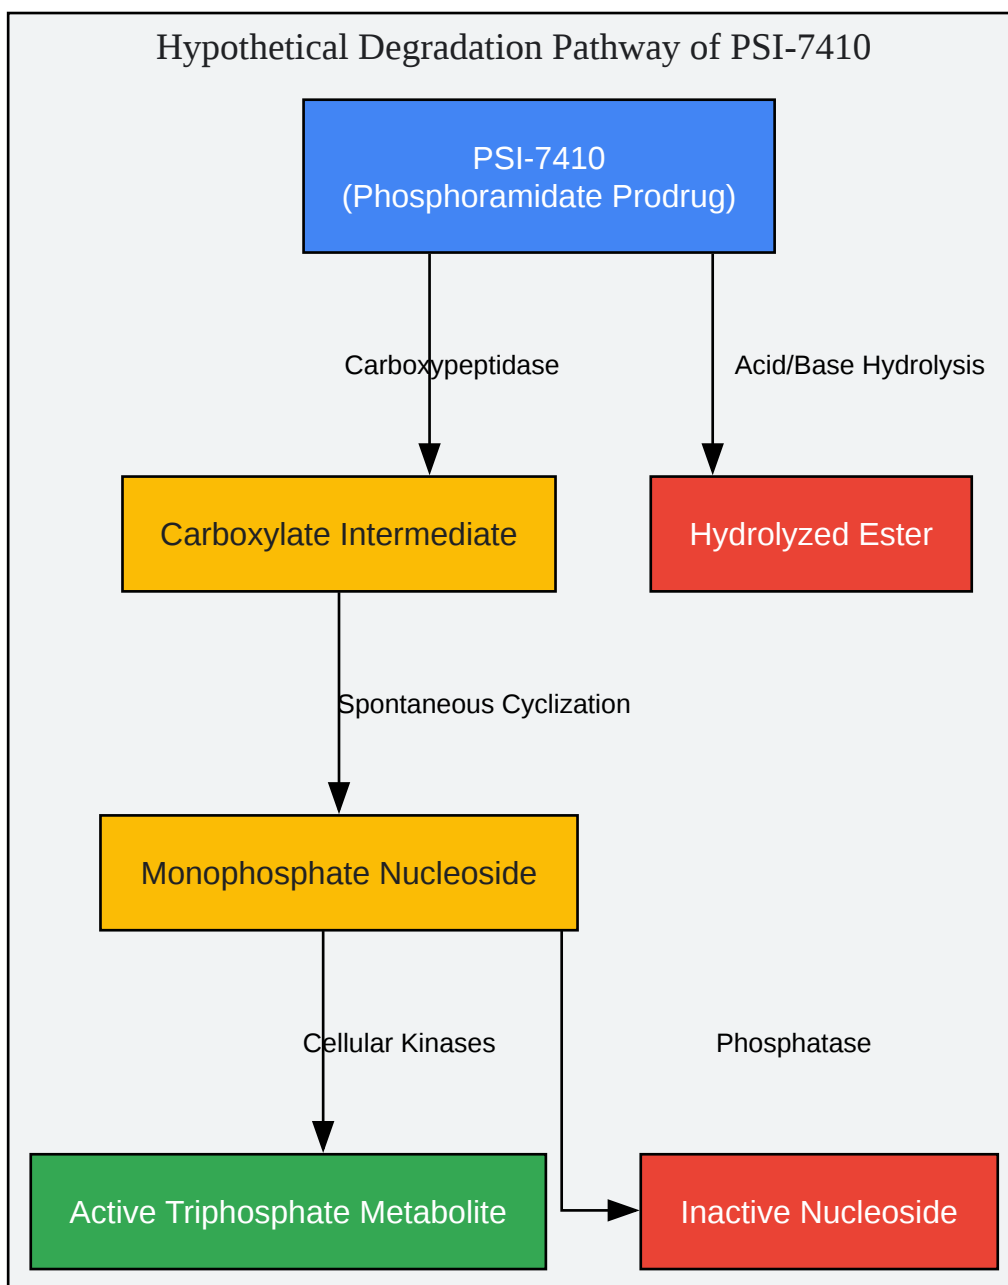 Hypothetical Degradation Pathway of PSI-7410
PSI-7410
(Phosphoramidate Prodrug)
Carboxypeptidase
Acid/Base Hydrolysis
Carboxylate Intermediate
Hydrolyzed Ester
Spontaneous Cyclization
Monophosphate Nucleoside
Cellular Kinases
Phosphatase
Active Triphosphate Metabolite
Inactive Nucleoside